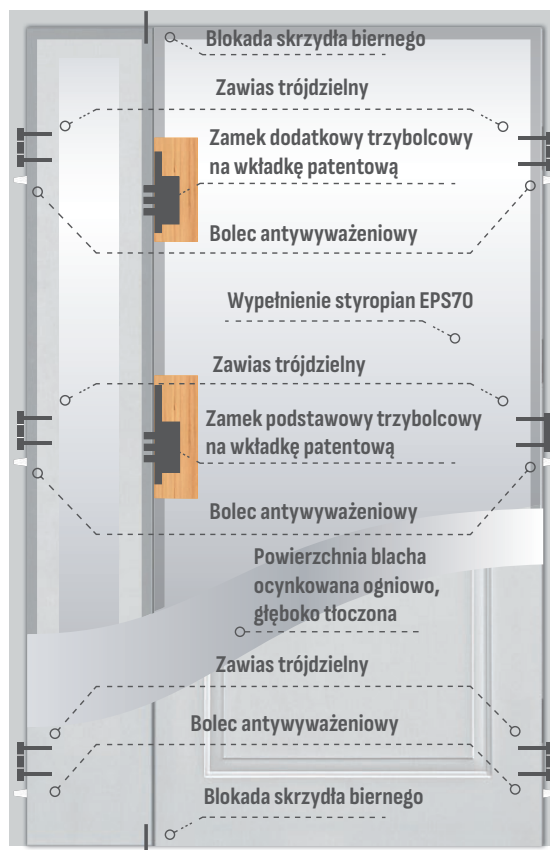 Blokada skrzydła biernego
Zawias trójdzielny
Zamek dodatkowy trzybolcowy
na wkładkę patentową
Bolec antywyważeniowy
Wypełnienie styropian EPS70
Zawias trójdzielny
Zamek podstawowy trzybolcowy
na wkładkę patentową
Bolec antywyważeniowy
Powierzchnia blacha
ocynkowana ogniowo,
głęboko tłoczona
Zawias trójdzielny
Bolec antywyważeniowy
Blokada skrzydła biernego